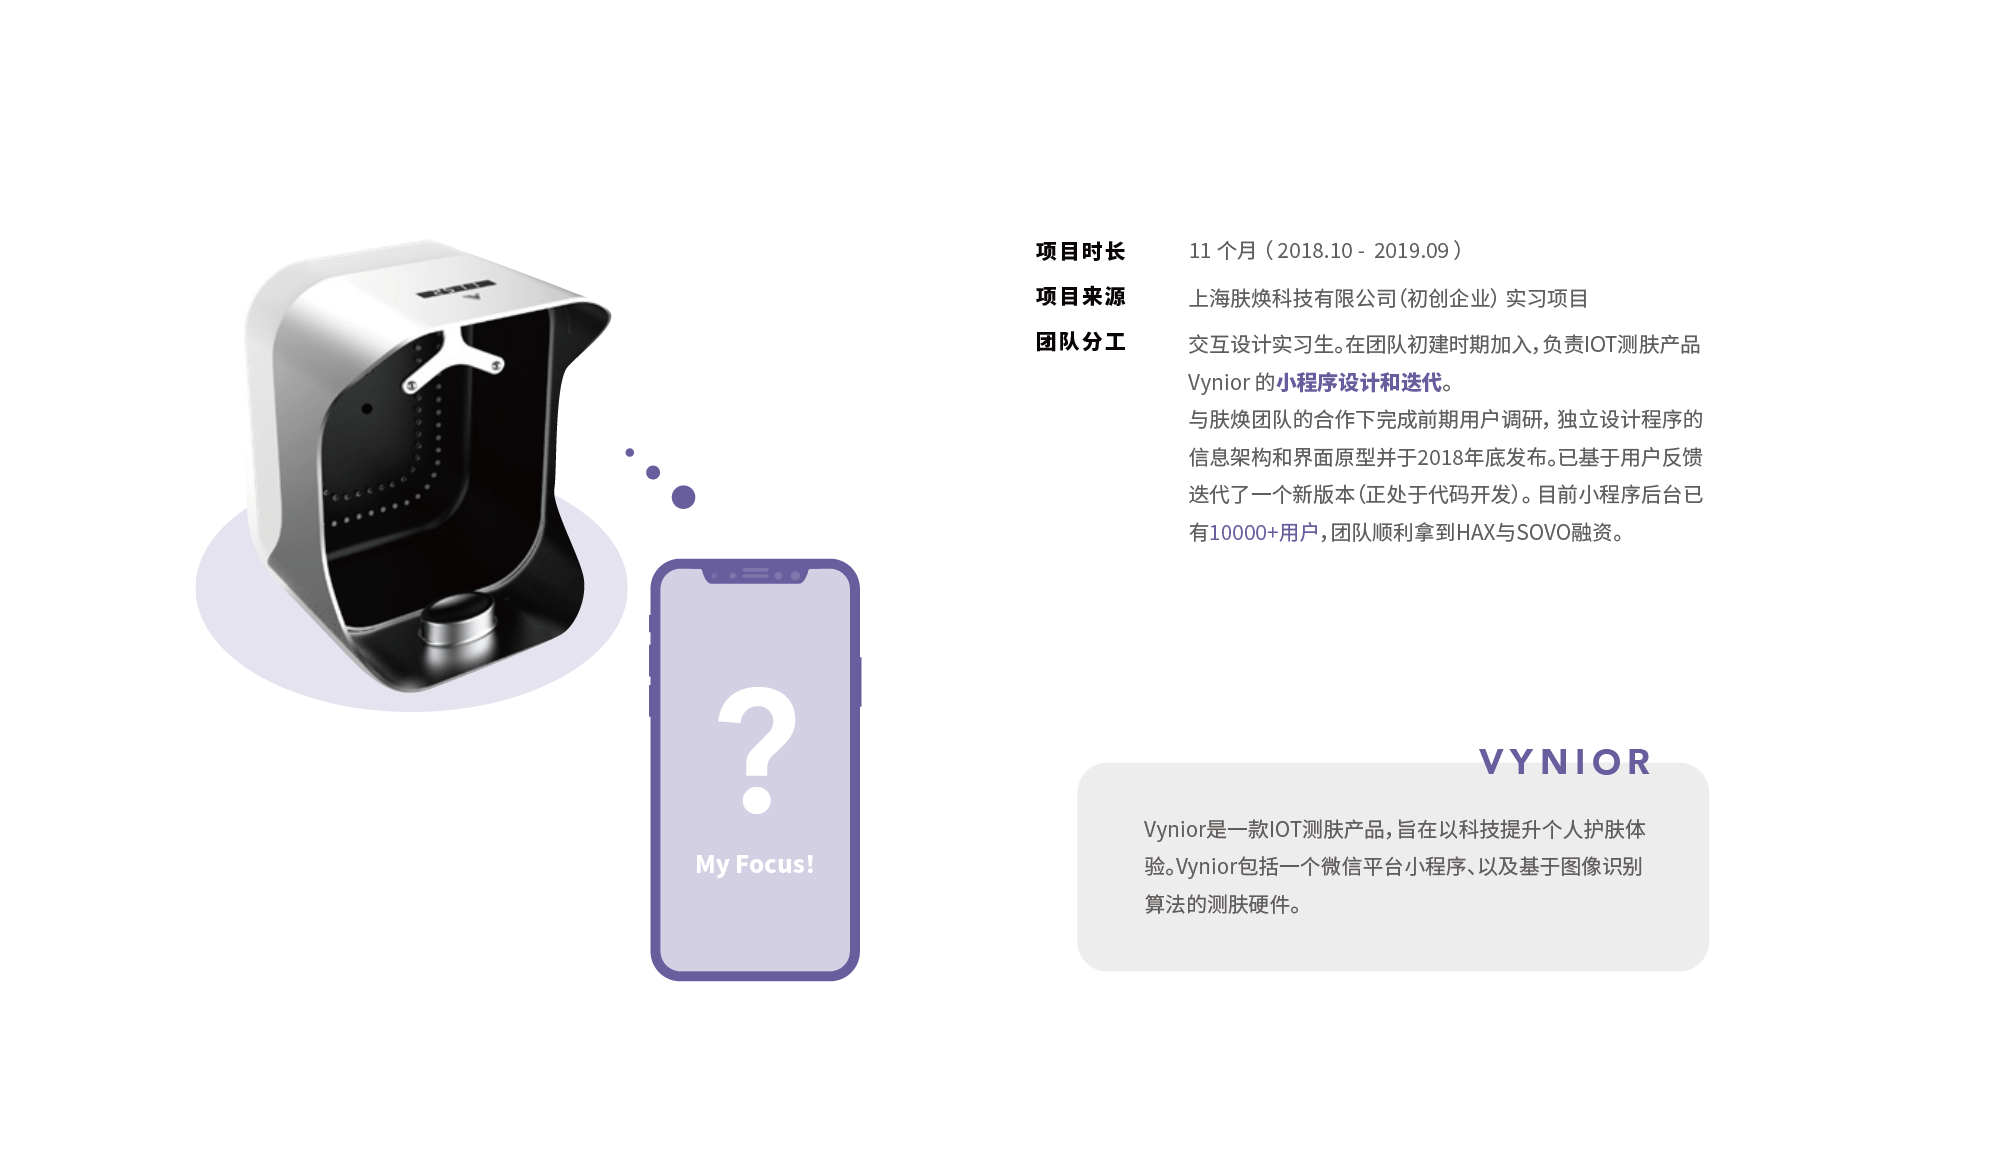 项目时长
11 个月 ( 2018.10 - 2019.09 )
项目来源
上海肤焕科技有限公司（初创企业） 实习项目
团队分工
交互设计实习生。在团队初建时期加入，负责IOT测肤产品
Vynior 的小程序设计和迭代。
与肤焕团队的合作下完成前期用户调研， 独立设计程序的
信息架构和界面原型并于2018年底发布。已基于用户反馈
迭代了一个新版本（正处于代码开发）。 目前小程序后台已
有10000+用户，团队顺利拿到HAX与SOVO融资。
My Focus!
?
VYNIOR
Vynior是一款IOT测肤产品，旨在以科技提升个人护肤体
验。Vynior包括一个微信平台小程序、以及基于图像识别
算法的测肤硬件。